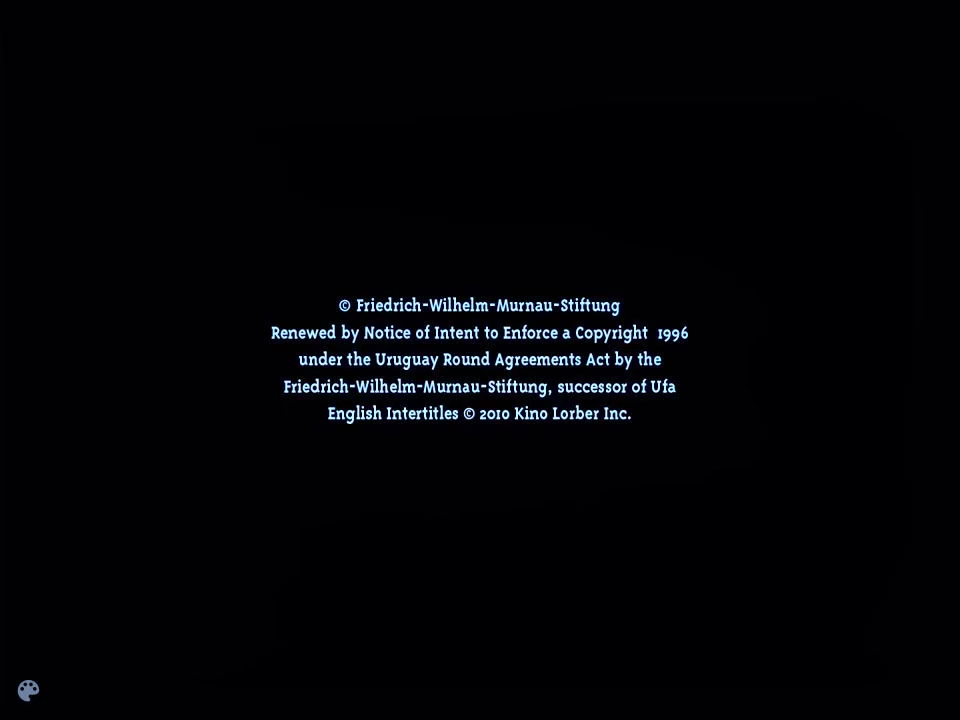 © Friedrich-Wilhelm-Murnau-Stiftung
Renewed by Notice of Intent to Enforce a Copyright 1996
under the Uruguay Round Agreements Act by the
Friedrich-Wilhelm-Murnau-Stiftung, successor of Ufa
English Intertitles © 2010 Kino Lorber Inc.